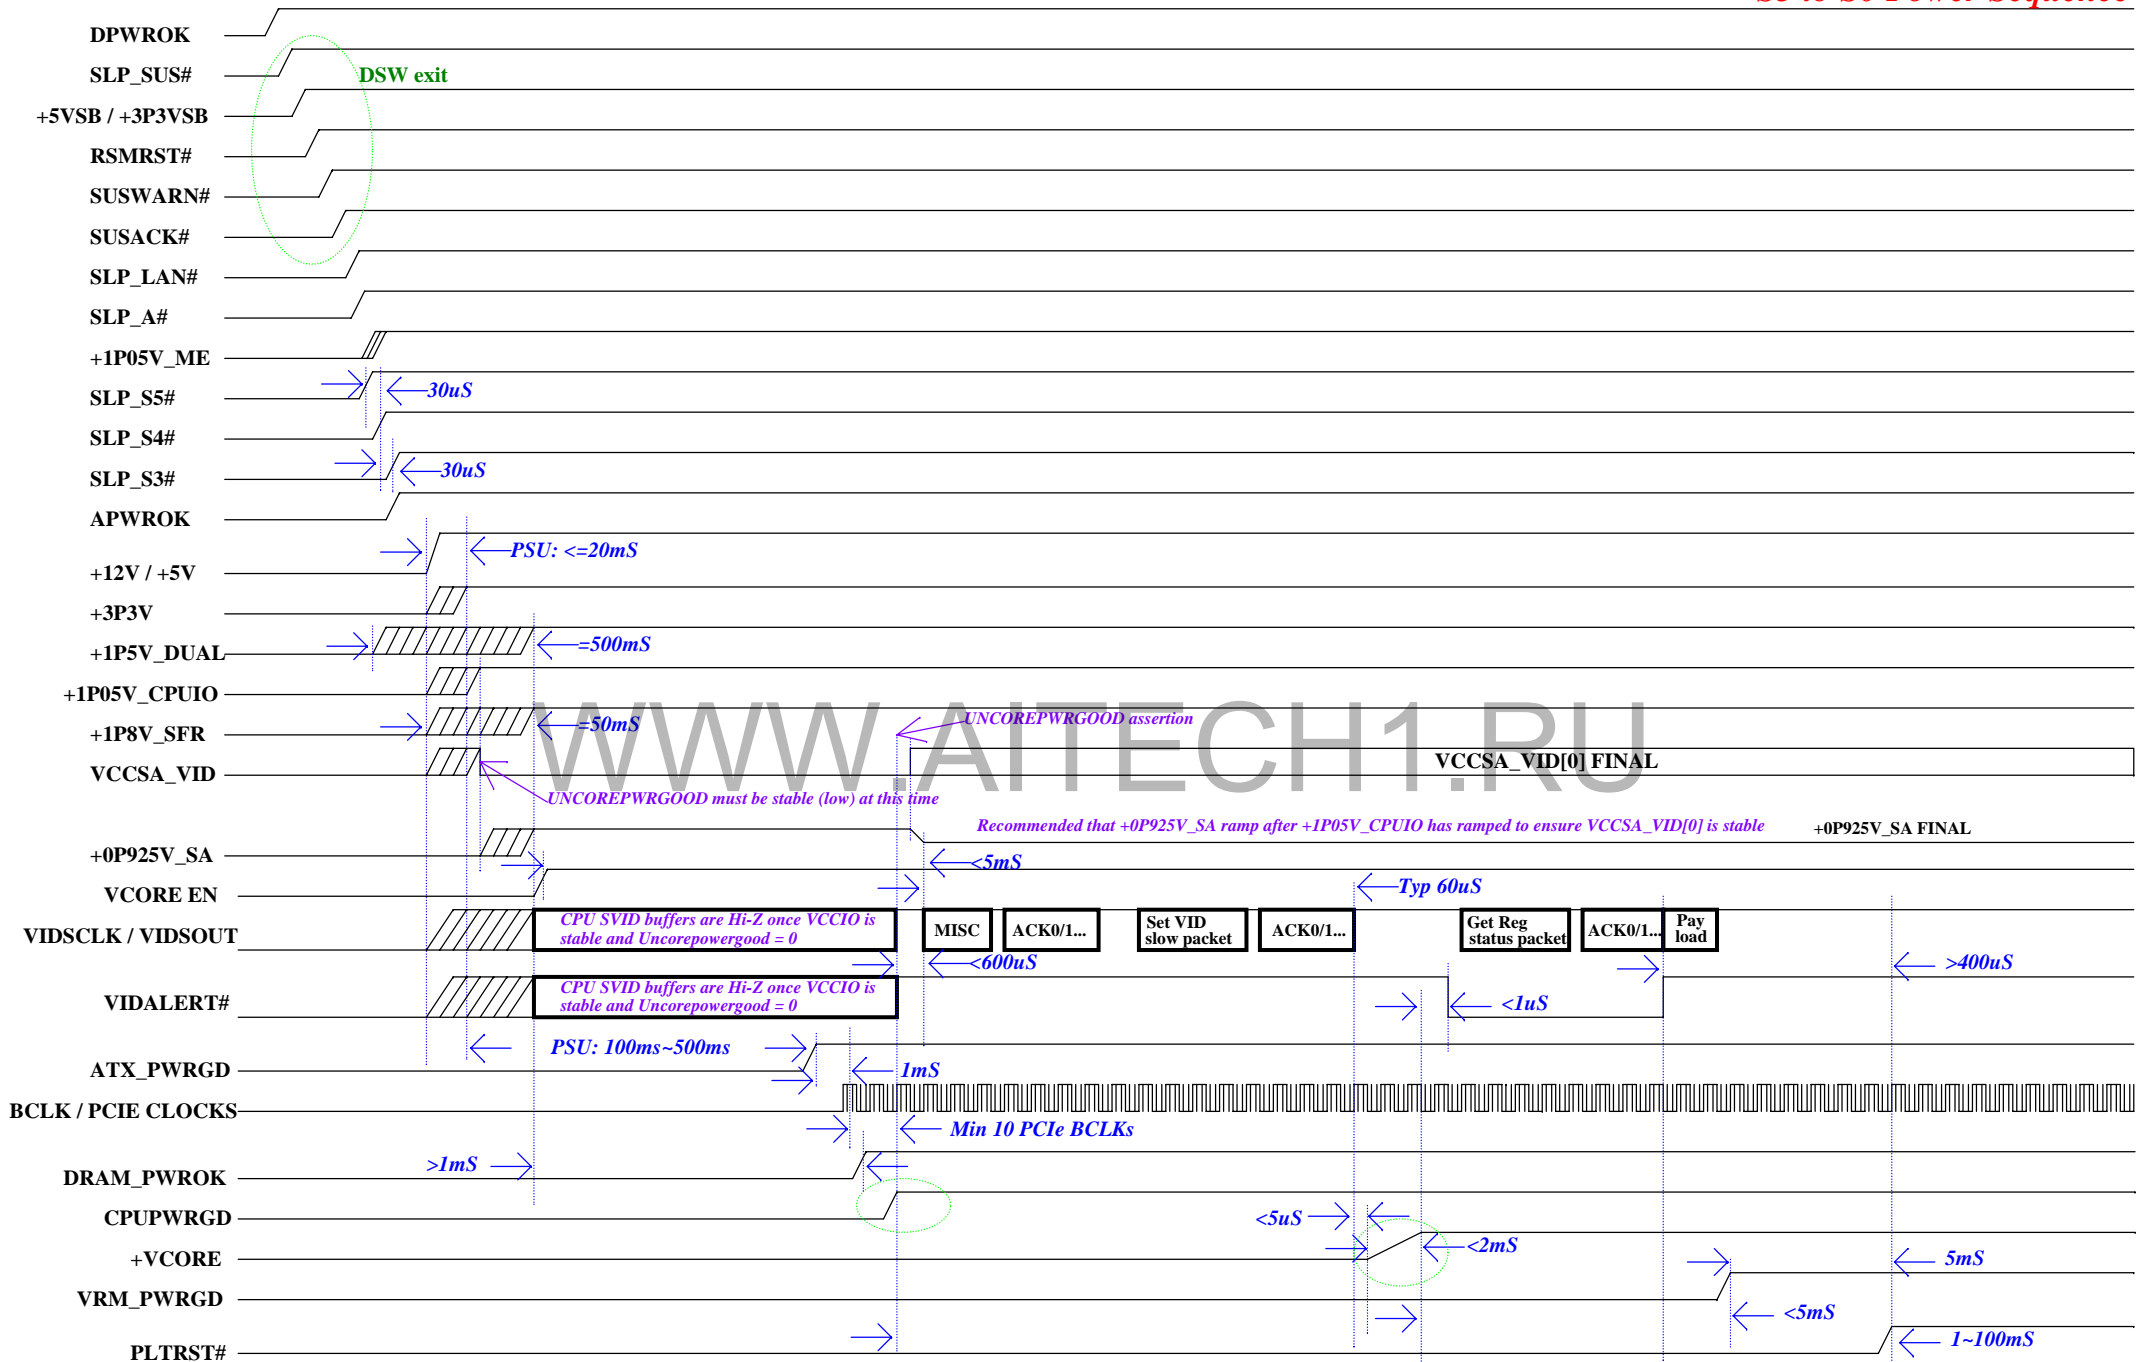 S5 to S0 Power Sequence
DPWROK
SLP_SUS#
DSW exit
+5VSB / +3P3VSB
RSMRST#
SUSWARN#
SUSACK#
SLP_LAN#
SLP_A#
+1P05V_ME
SLP_S5#
30uS
SLP_S4#
SLP_S3#
30uS
APWROK
+12V / +5V
PSU: <=20mS
+3P3V
+1P5V_DUAL
=500mS
+1P05V_CPUIO
+1P8V_SFR
=50mS
UNCOREPWRGOOD assertion
WWW.AITECH1.RU
VCCSA_VID
VCCSA_VID[0] FINAL
UNCOREPWRGOOD must be stable (low) at this time
Recommended that +0P925V_SA ramp after +1P05V_CPUIO has ramped to ensure VCCSA_VID[0] is stable
+0P925V_SA FINAL
+0P925V_SA
<5mS
VCORE EN
Typ 60uS
VIDSCLK / VIDSOUT
CPU SVID buffers are Hi-Z once VCCIO is
stable and Uncorepowergood = 0
MISC
ACK0/1...
Set VID
slow packet
ACK0/1...
Get Reg
status packet
ACK0/1...
Pay
load
<600uS
>400uS
VIDALERT#
CPU SVID buffers are Hi-Z once VCCIO is
stable and Uncorepowergood = 0
<1uS
PSU: 100ms~500ms
ATX_PWRGD
1mS
BCLK / PCIE CLOCKS
Min 10 PCIe BCLKs
>1mS
DRAM_PWROK
CPUPWRGD
<5uS
+VCORE
<2mS
5mS
VRM_PWRGD
<5mS
PLTRST#
1~100mS